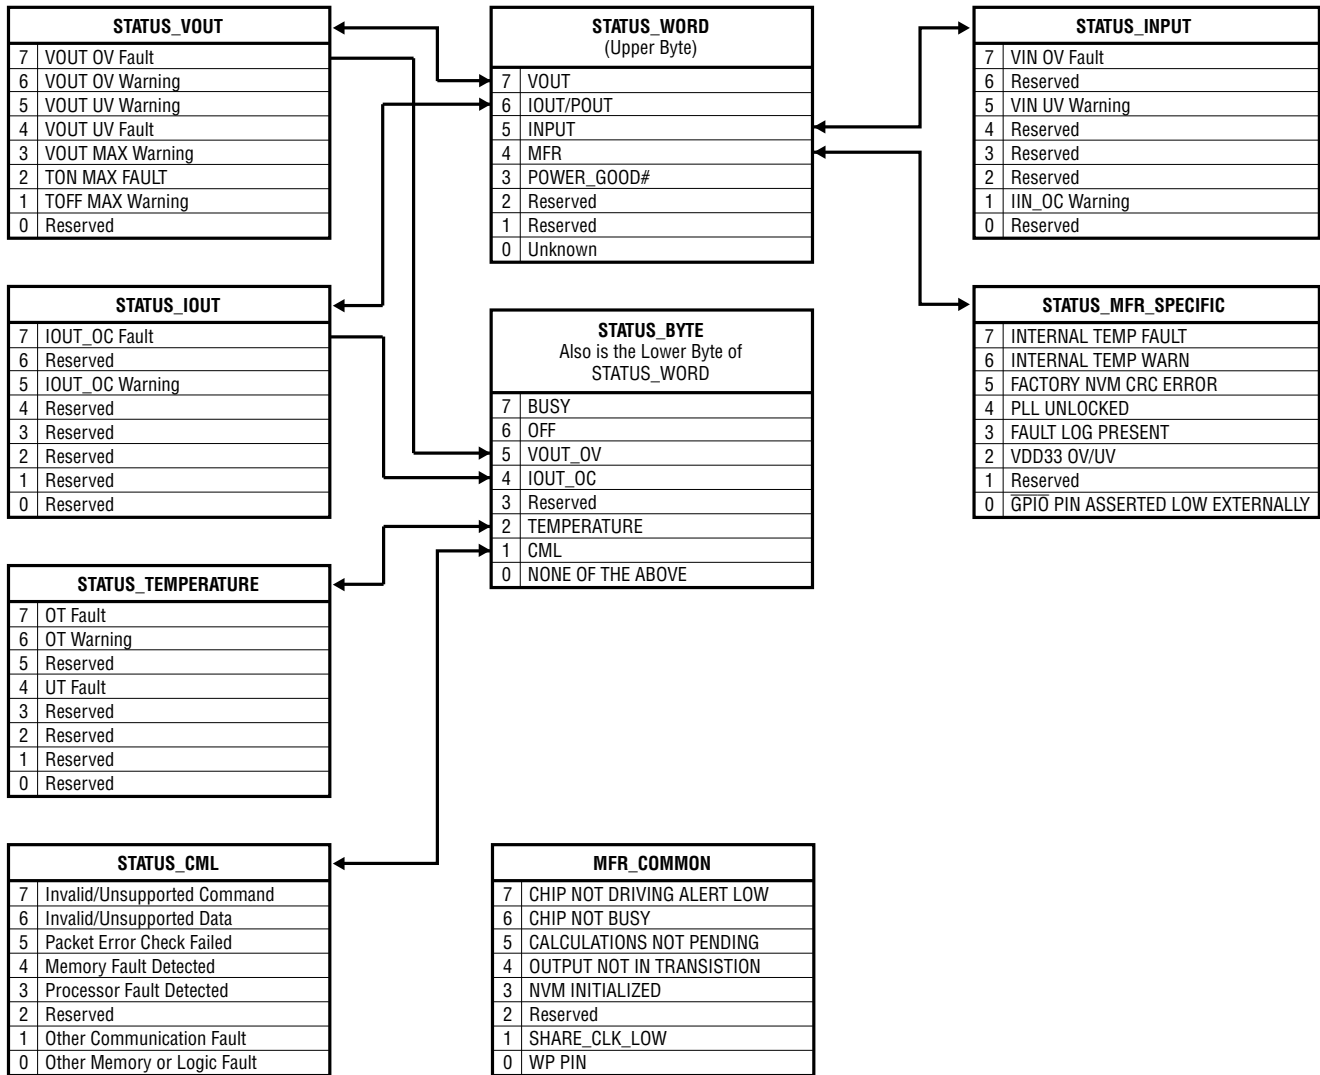 STATUS_VOUT
7 VOUT OV Fault
6 VOUT OV Warning
5 VOUT UV Warning
4 VOUT UV Fault
3 VOUT MAX Warning
2 TON MAX FAULT
1 TOFF MAX Warning
0 Reserved
STATUS_IOUT
7 IOUT_OC Fault
6 Reserved
5 IOUT_OC Warning
4 Reserved
3 Reserved
2 Reserved
1 Reserved
0 Reserved
STATUS_TEMPERATURE
7 OT Fault
6 OT Warning
5 Reserved
4 UT Fault
3 Reserved
2 Reserved
1 Reserved
0 Reserved
STATUS_CML
7 Invalid/Unsupported Command
6 Invalid/Unsupported Data
5 Packet Error Check Failed
4 Memory Fault Detected
3 Processor Fault Detected
2 Reserved
1 Other Communication Fault
0 Other Memory or Logic Fault
STATUS_WORD
(Upper Byte)
7 VOUT
6 IOUT/POUT
5 INPUT
4 MFR
3 POWER_GOOD#
2 Reserved
1 Reserved
0 Unknown
STATUS_BYTE
Also is the Lower Byte of
STATUS_WORD
7 BUSY
6 OFF
5 VOUT_OV
4 IOUT_OC
3 Reserved
2 TEMPERATURE
1 CML
0 NONE OF THE ABOVE
MFR_COMMON
7 CHIP NOT DRIVING ALERT LOW
6 CHIP NOT BUSY
5 CALCULATIONS NOT PENDING
4 OUTPUT NOT IN TRANSISTION
3 NVM INITIALIZED
2 Reserved
1 SHARE_CLK_LOW
0 WP PIN
STATUS_INPUT
7 VIN OV Fault
6 Reserved
5 VIN UV Warning
4 Reserved
3 Reserved
2 Reserved
1 IIN_OC Warning
0 Reserved
STATUS_MFR_SPECIFIC
7 INTERNAL TEMP FAULT
6 INTERNAL TEMP WARN
5 FACTORY NVM CRC ERROR
4 PLL UNLOCKED
3 FAULT LOG PRESENT
2 VDD33 OV/UV
1 Reserved
0 G̅P̅I̅O̅ PIN ASSERTED LOW EXTERNALLY